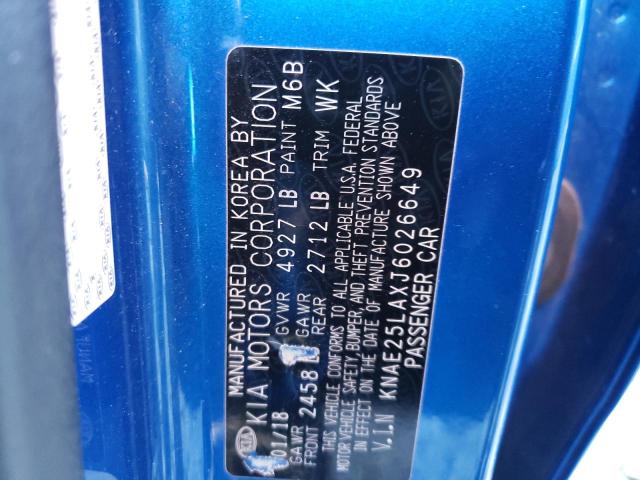 MANUFACTURED IN KOREA BY
KIA KIA MOTORS CORPORATION
01/18 GVWR 4927 LB PAINT M6B
GAWR FRONT 2458 GAWR REAR 2712 LB TRIM WK
THIS VEHICLE CONFORMS TO ALL APPLICABLE U.S.A. FEDERAL
MOTOR VEHICLE SAFETY, BUMPER, AND THEFT PREVENTION STANDARDS
IN EFFECT ON THE DATE OF MANUFACTURE SHOWN ABOVE
V.I.N KNAE25LAXJ6026649
PASSENGER CAR